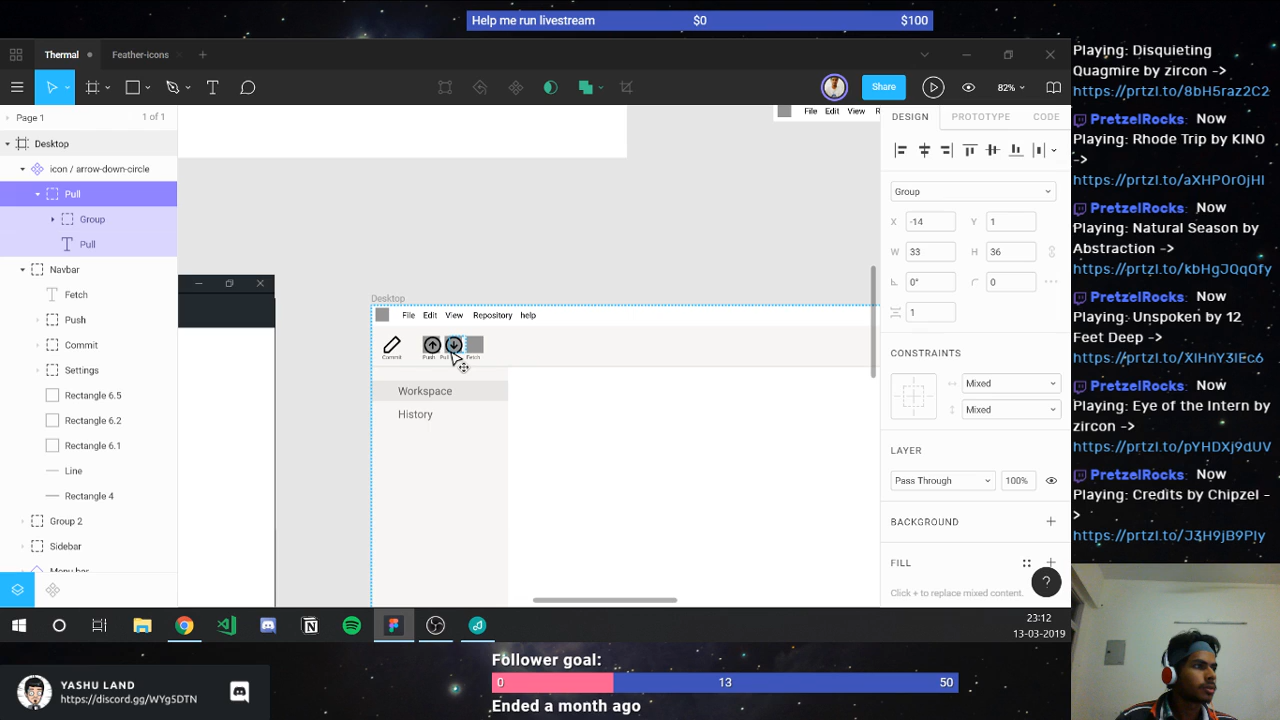 Help me run livestream $0 $100
Thermal
Feather-icons
Share
82%
Page 1
1 of 1
Desktop
icon / arrow-down-circle
Pull
Group
Pull
Navbar
Fetch
Push
Commit
Settings
Rectangle 6.5
Rectangle 6.2
Rectangle 6.1
Line
Rectangle 4
Group 2
Sidebar
Menu bar
File Edit View R
Desktop
File Edit View Repository help
Commit
Push
Pull
Fetch
Workspace
History
DESIGN PROTOTYPE CODE
Group
X -14 Y 1
W 33 H 36
0° 0
1
CONSTRAINTS
Mixed
Mixed
LAYER
Pass Through 100%
BACKGROUND
FILL
Click + to replace mixed content.
?
23:12
13-03-2019
Playing: Disquieting
Quagmire by zircon ->
https://prtzl.to/8bH5raz2C2
PretzelRocks: Now
Playing: Rhode Trip by KINO
->
https://prtzl.to/aXHP0r0jHI
PretzelRocks: Now
Playing: Natural Season by
Abstraction ->
https://prtzl.to/kbHgJQqQfy
PretzelRocks: Now
Playing: Unspoken by 12
Feet Deep ->
https://prtzl.to/XIHnY3IEc6
PretzelRocks: Now
Playing: Eye of the Intern by
zircon ->
https://prtzl.to/pYHDXj9dUV
PretzelRocks: Now
Playing: Credits by Chipzel -
>
https://prtzl.to/J3H9jB9Ply
YASHU LAND
https://discord.gg/WYg5DTN
Follower goal:
0 13 50
Ended a month ago